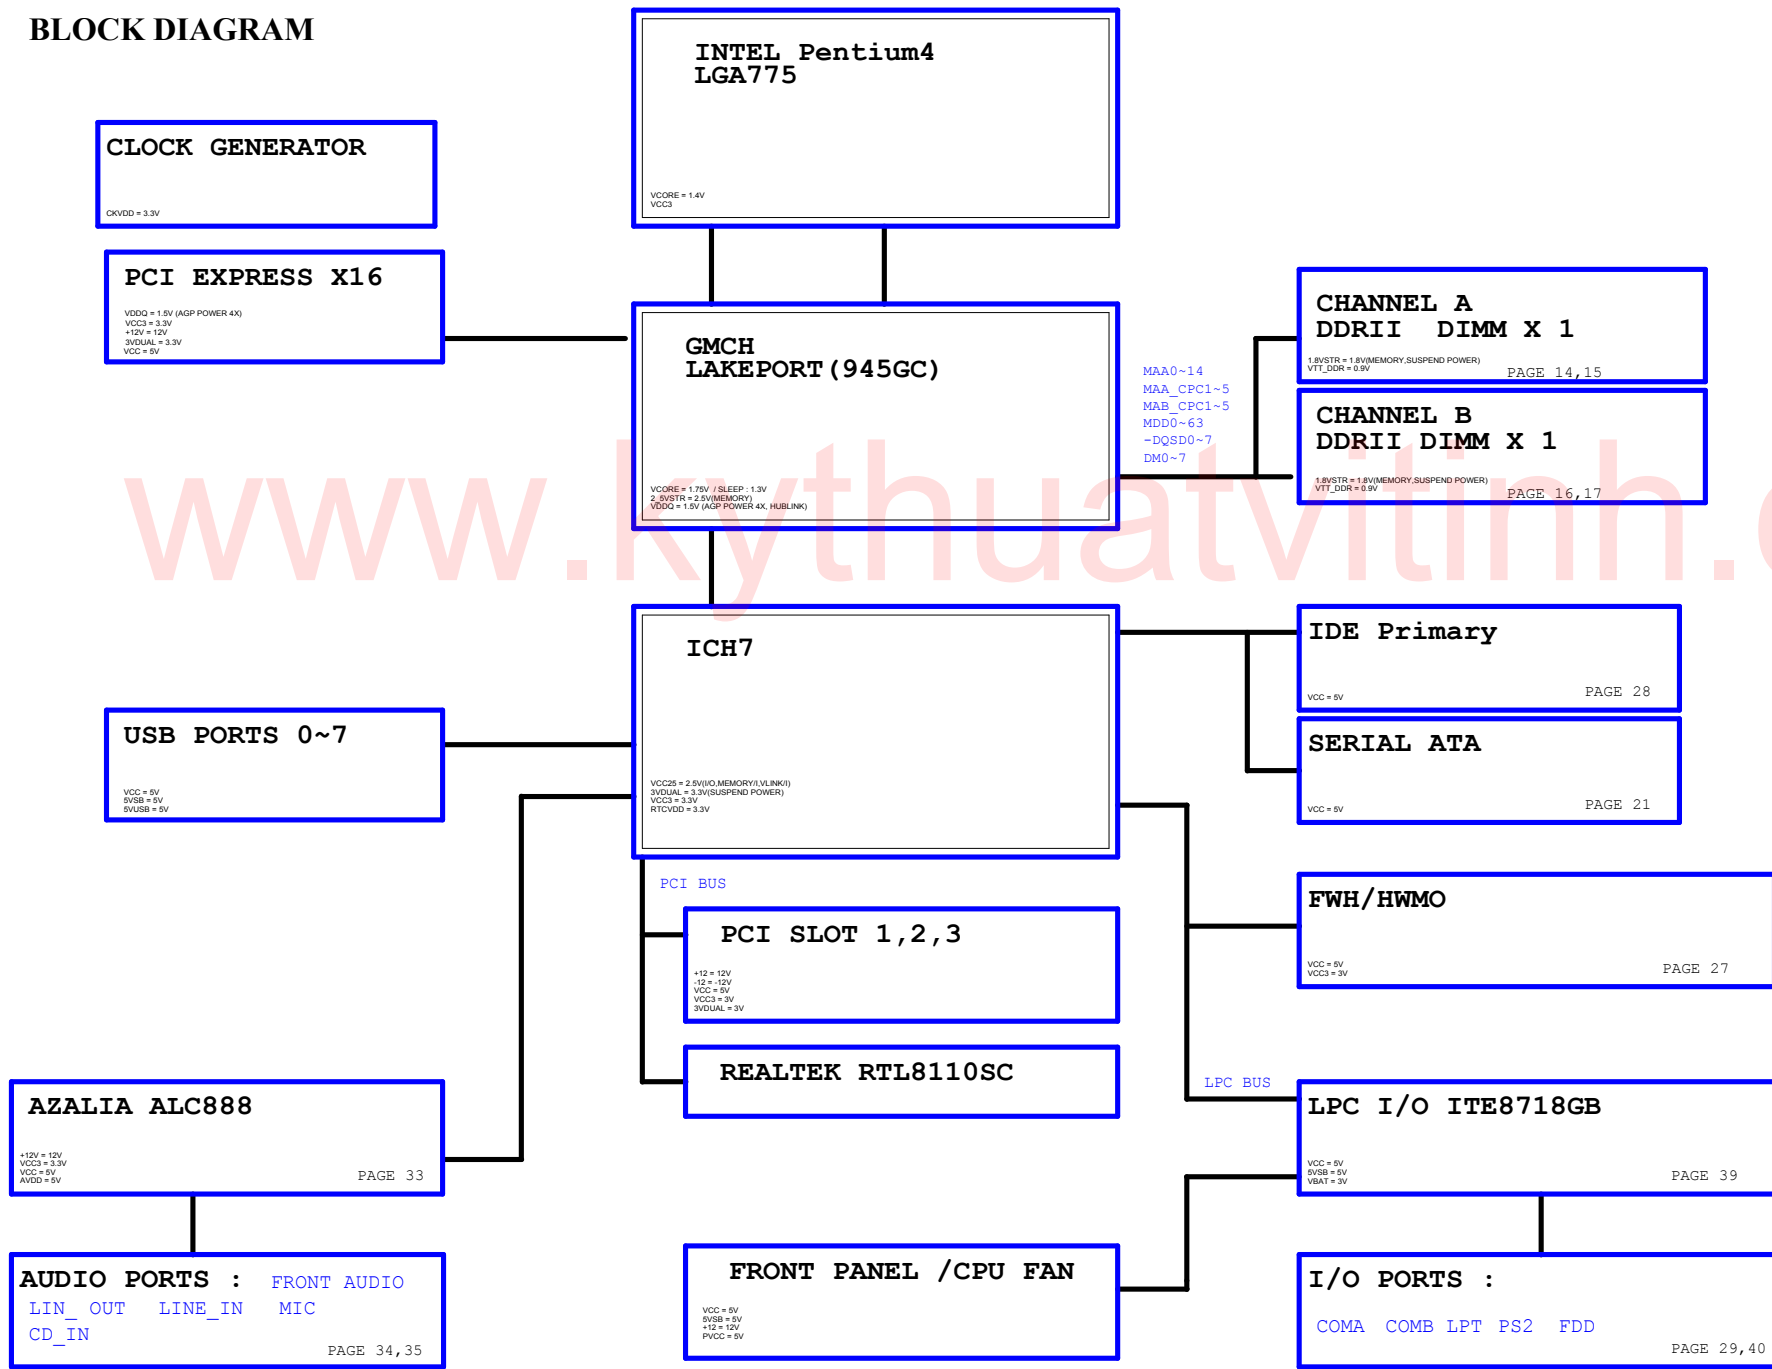 BLOCK DIAGRAM
INTEL Pentium4
LGA775
VCORE = 1.4V
VCC3
CLOCK GENERATOR
CKVDD = 3.3V
PCI EXPRESS X16
VDDQ = 1.5V (AGP POWER 4X)
VCC3 = 3.3V
+12V = 12V
3VDUAL = 3.3V
VCC = 5V
GMCH
LAKEPORT(945GC)
VCORE = 1.75V / SLEEP : 1.3V
2_5VSTR = 2.5V(MEMORY)
VDDQ = 1.5V (AGP POWER 4X, HUBLINK)
MAA0~14
MAA_CPC1~5
MAB_CPC1~5
MDD0~63
-DQSD0~7
DM0~7
CHANNEL A
DDRII DIMM X 1
1.8VSTR = 1.8V(MEMORY,SUSPEND POWER)
VTT_DDR = 0.9V
PAGE 14,15
CHANNEL B
DDRII DIMM X 1
1.8VSTR = 1.8V(MEMORY,SUSPEND POWER)
VTT_DDR = 0.9V
PAGE 16,17
www.kythuatvitinh.
ICH7
VCC25 = 2.5V(I/O,MEMORY/I,VLINK/I)
3VDUAL = 3.3V(SUSPEND POWER)
VCC3 = 3.3V
RTCVDD = 3.3V
IDE Primary
VCC = 5V
PAGE 28
SERIAL ATA
VCC = 5V
PAGE 21
USB PORTS 0~7
VCC = 5V
5VSB = 5V
5VUSB = 5V
PCI BUS
PCI SLOT 1,2,3
+12 = 12V
-12 = -12V
VCC = 5V
VCC3 = 3V
3VDUAL = 3V
FWH/HWMO
VCC = 5V
VCC3 = 3V
PAGE 27
REALTEK RTL8110SC
LPC BUS
AZALIA ALC888
+12V = 12V
VCC3 = 3.3V
VCC = 5V
AVDD = 5V
PAGE 33
LPC I/O ITE8718GB
VCC = 5V
5VSB = 5V
VBAT = 3V
PAGE 39
AUDIO PORTS : FRONT AUDIO
LIN_ OUT LINE_IN MIC
CD_IN
PAGE 34,35
FRONT PANEL /CPU FAN
VCC = 5V
5VSB = 5V
+12 = 12V
PVCC = 5V
I/O PORTS :
COMA COMB LPT PS2 FDD
PAGE 29,40